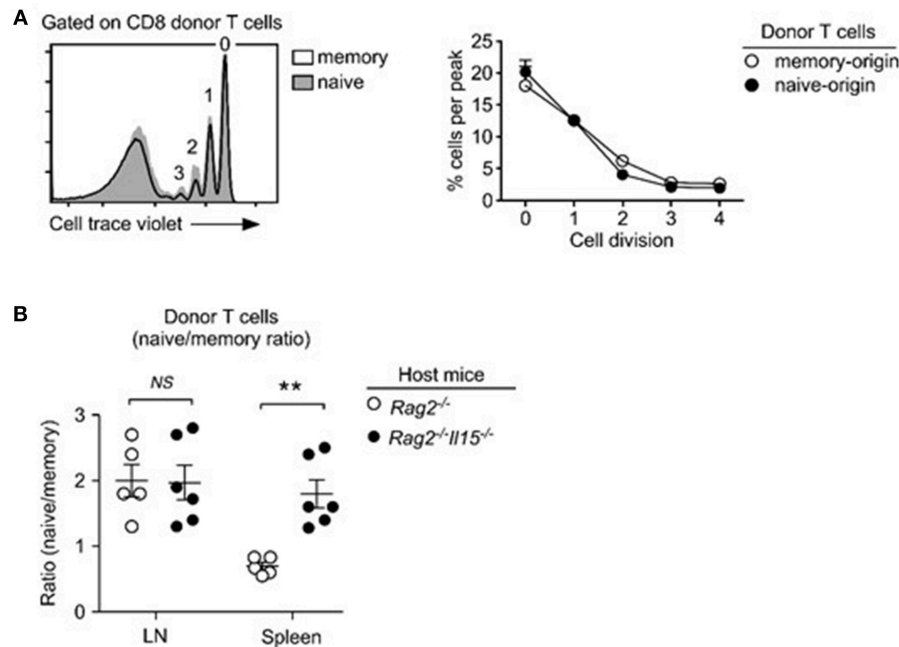 A
Gated on CD8 donor T cells
0
1
2
3
memory
naive
Cell trace violet
Donor T cells
memory-origin
naive-origin
% cells per peak
25
20
15
10
5
0
0 1 2 3 4
Cell division
B
Donor T cells
(naive/memory ratio)
NS
**
Host mice
Rag2-/-
Rag2-/-Il15-/-
Ratio (naive/memory)
3
2
1
0
LN Spleen